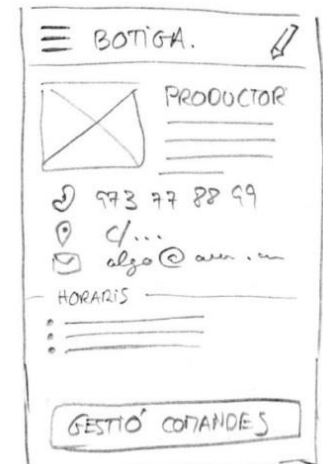 BOTIGA.
PRODUCTOR
973 77 88 99
C/...
algo@
HORARIS
GESTIÓ COMANDES